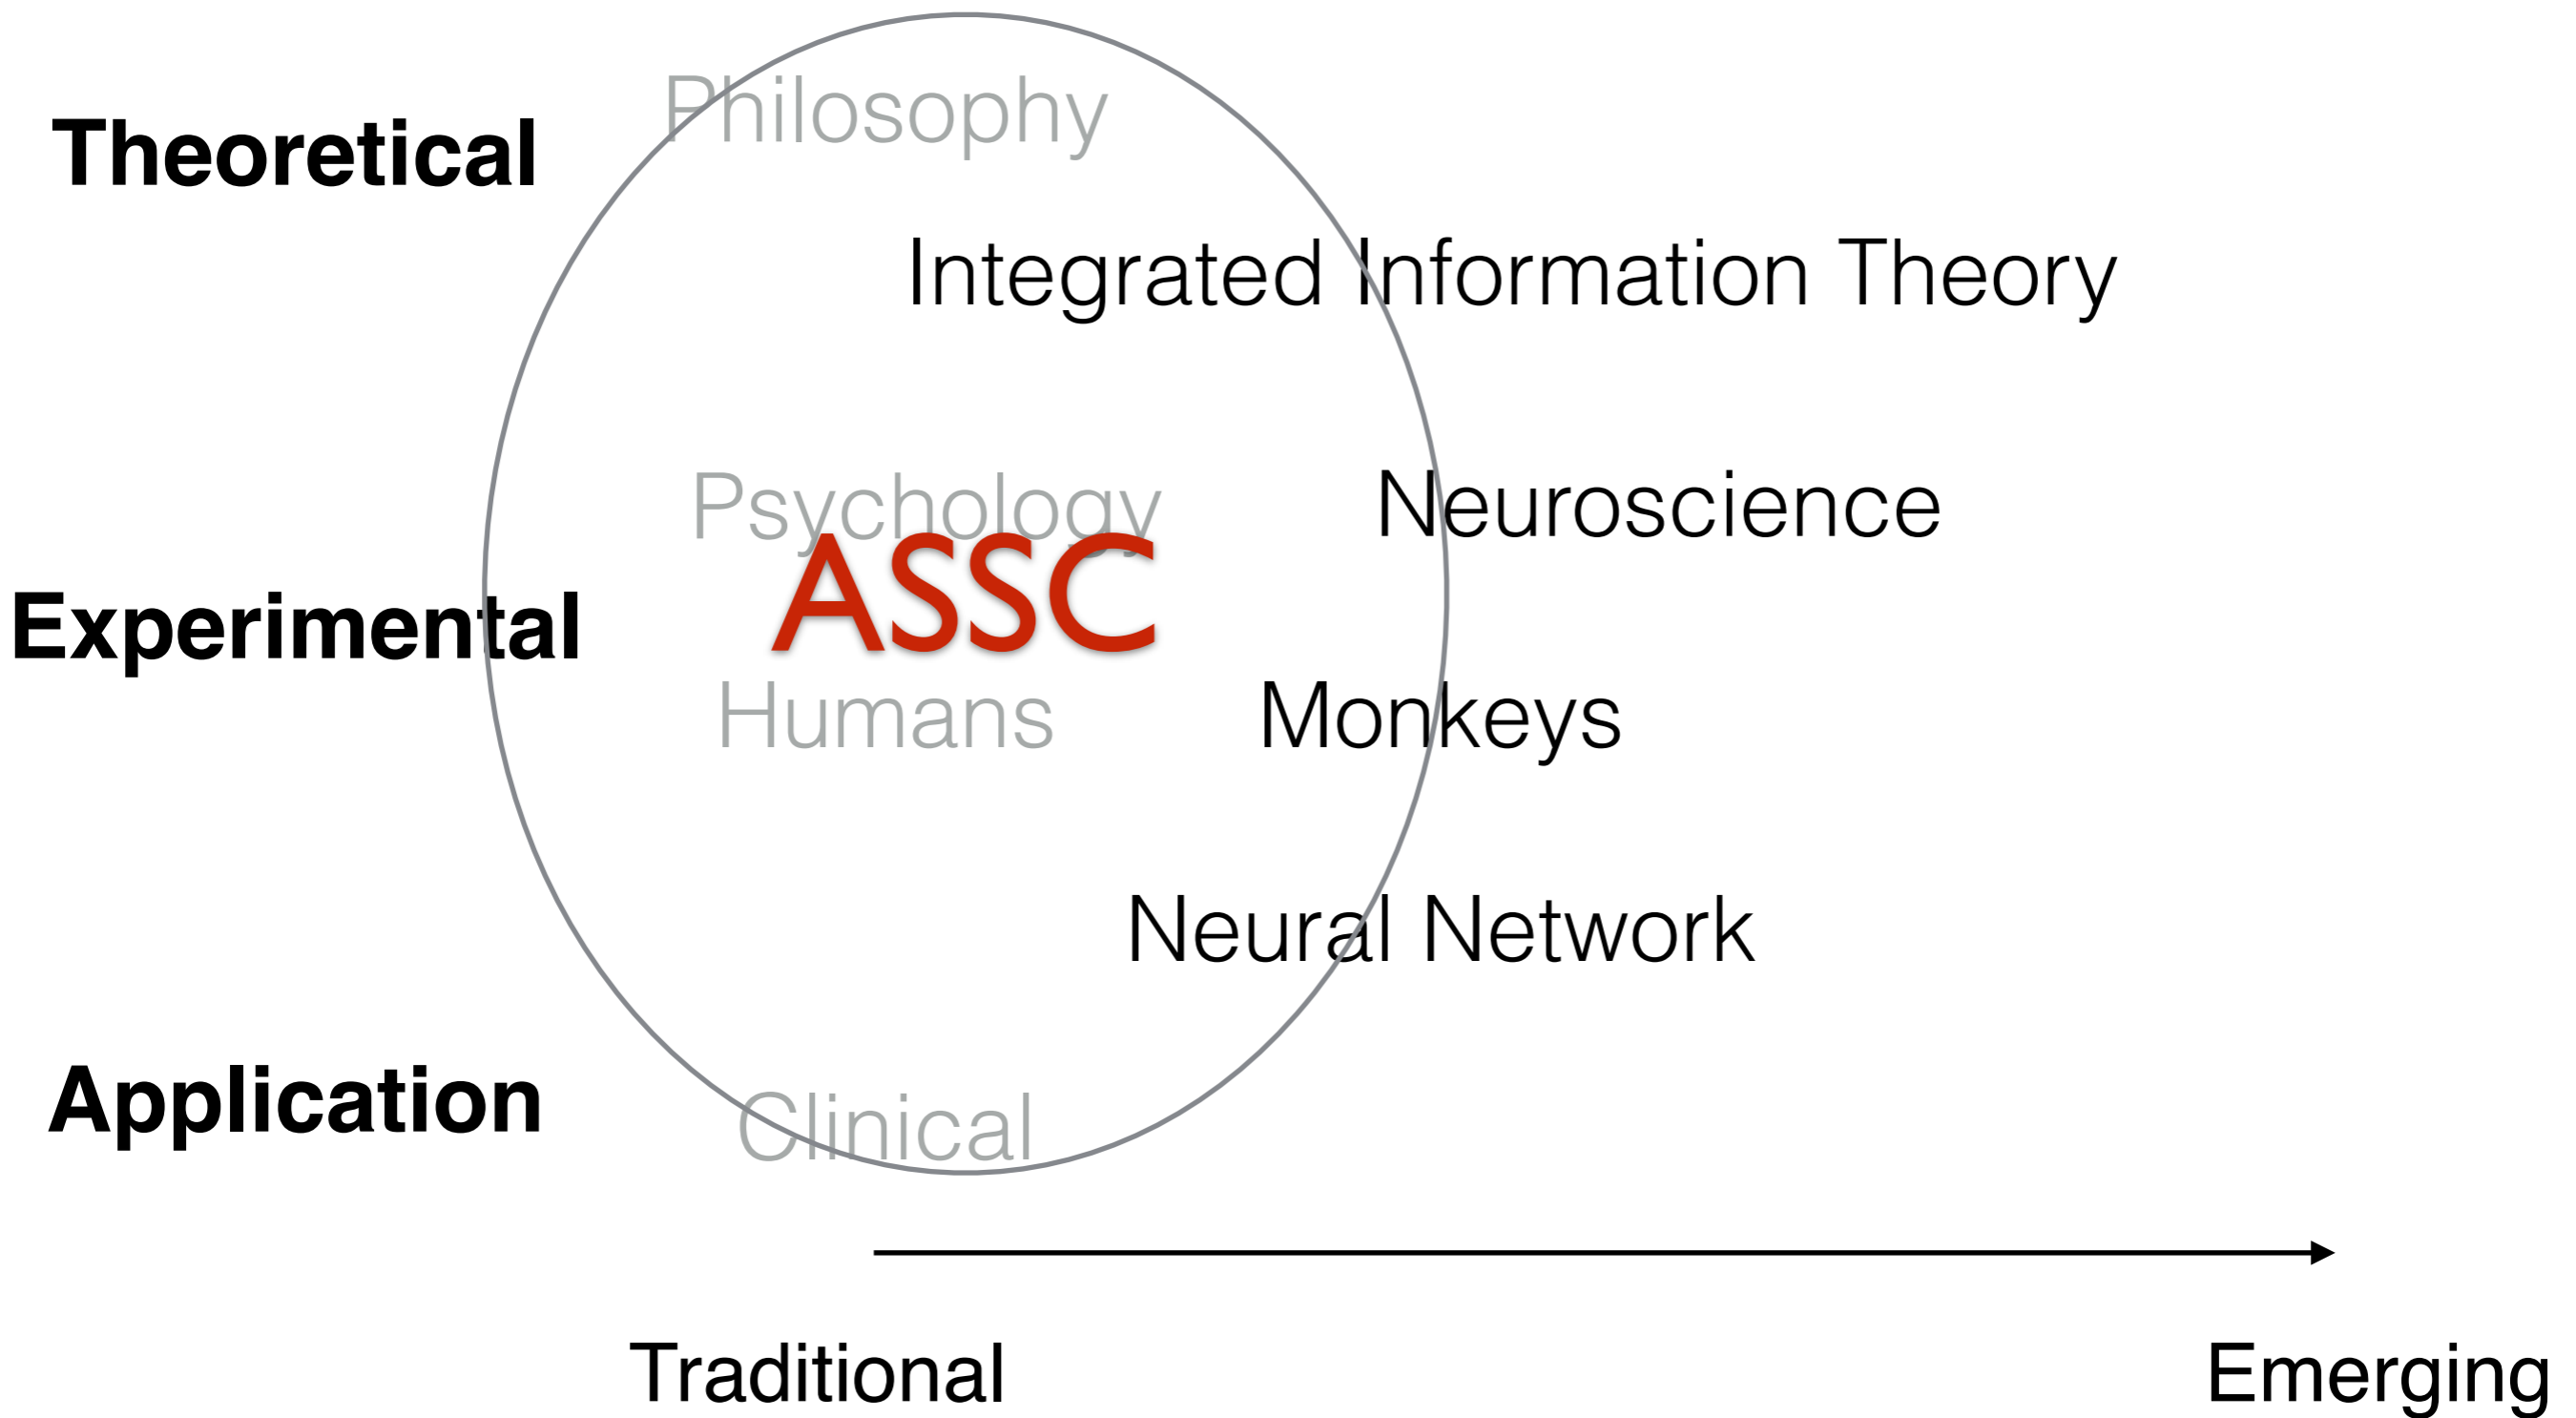 Philosophy
Theoretical
Integrated Information Theory
Psychology
Neuroscience
ASSC
Experimental
Humans
Monkeys
Neural Network
Application
Clinical
Traditional
Emerging